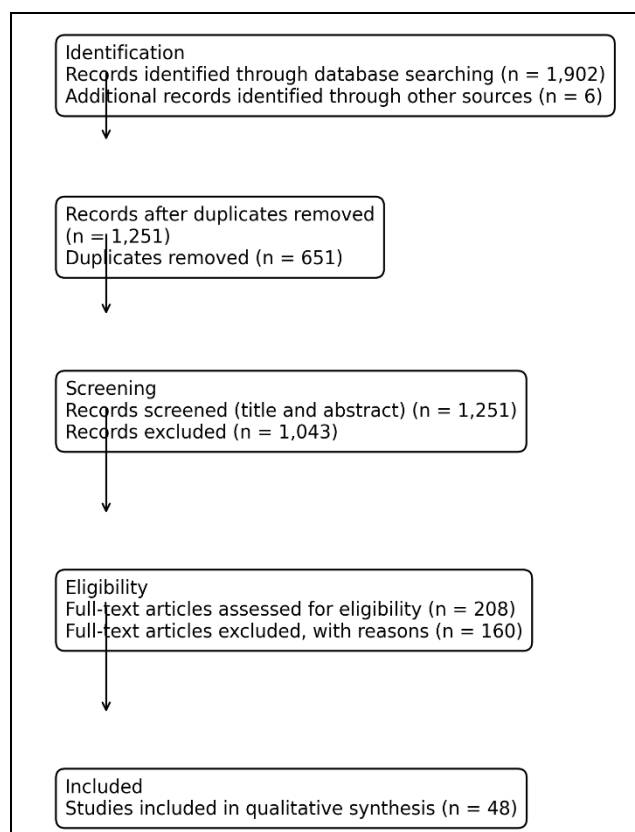 Identification
Records identified through database searching (n = 1,902)
Additional records identified through other sources (n = 6)
Records after duplicates removed
(n = 1,251)
Duplicates removed (n = 651)
Screening
Records screened (title and abstract) (n = 1,251)
Records excluded (n = 1,043)
Eligibility
Full-text articles assessed for eligibility (n = 208)
Full-text articles excluded, with reasons (n = 160)
Included
Studies included in qualitative synthesis (n = 48)